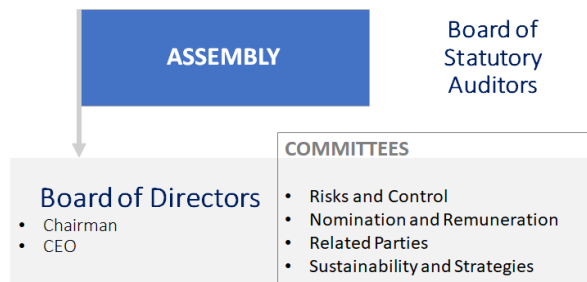 ASSEMBLY
Board of
Statutory
Auditors
COMMITTEES
Board of Directors
• Chairman
• CEO
• Risks and Control
• Nomination and Remuneration
• Related Parties
• Sustainability and Strategies